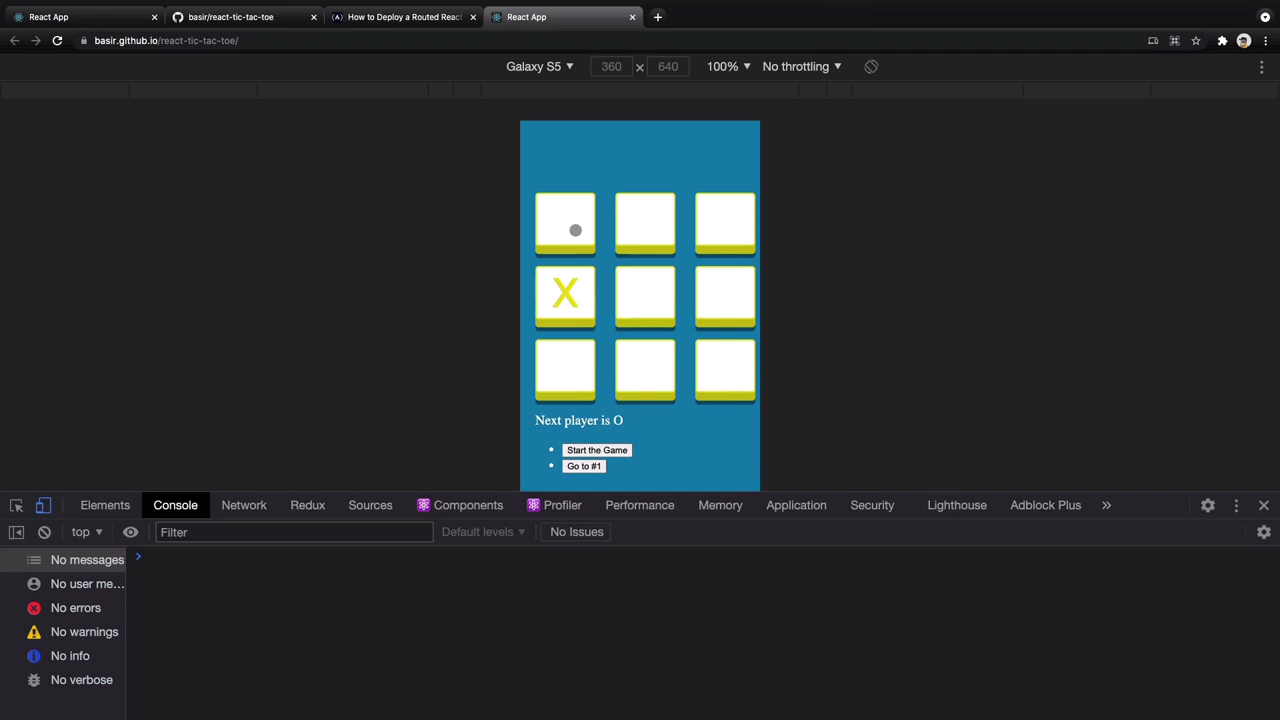 React App
basir/react-tic-tac-toe
How to Deploy a Routed React
React App
basir.github.io/react-tic-tac-toe/
Galaxy S5 360 × 640 100% No throttling
X
Next player is O
Start the Game
Go to #1
Elements Console Network Redux Sources Components Profiler Performance Memory Application Security Lighthouse Adblock Plus
top Filter Default levels No Issues
No messages
No user me...
No errors
No warnings
No info
No verbose